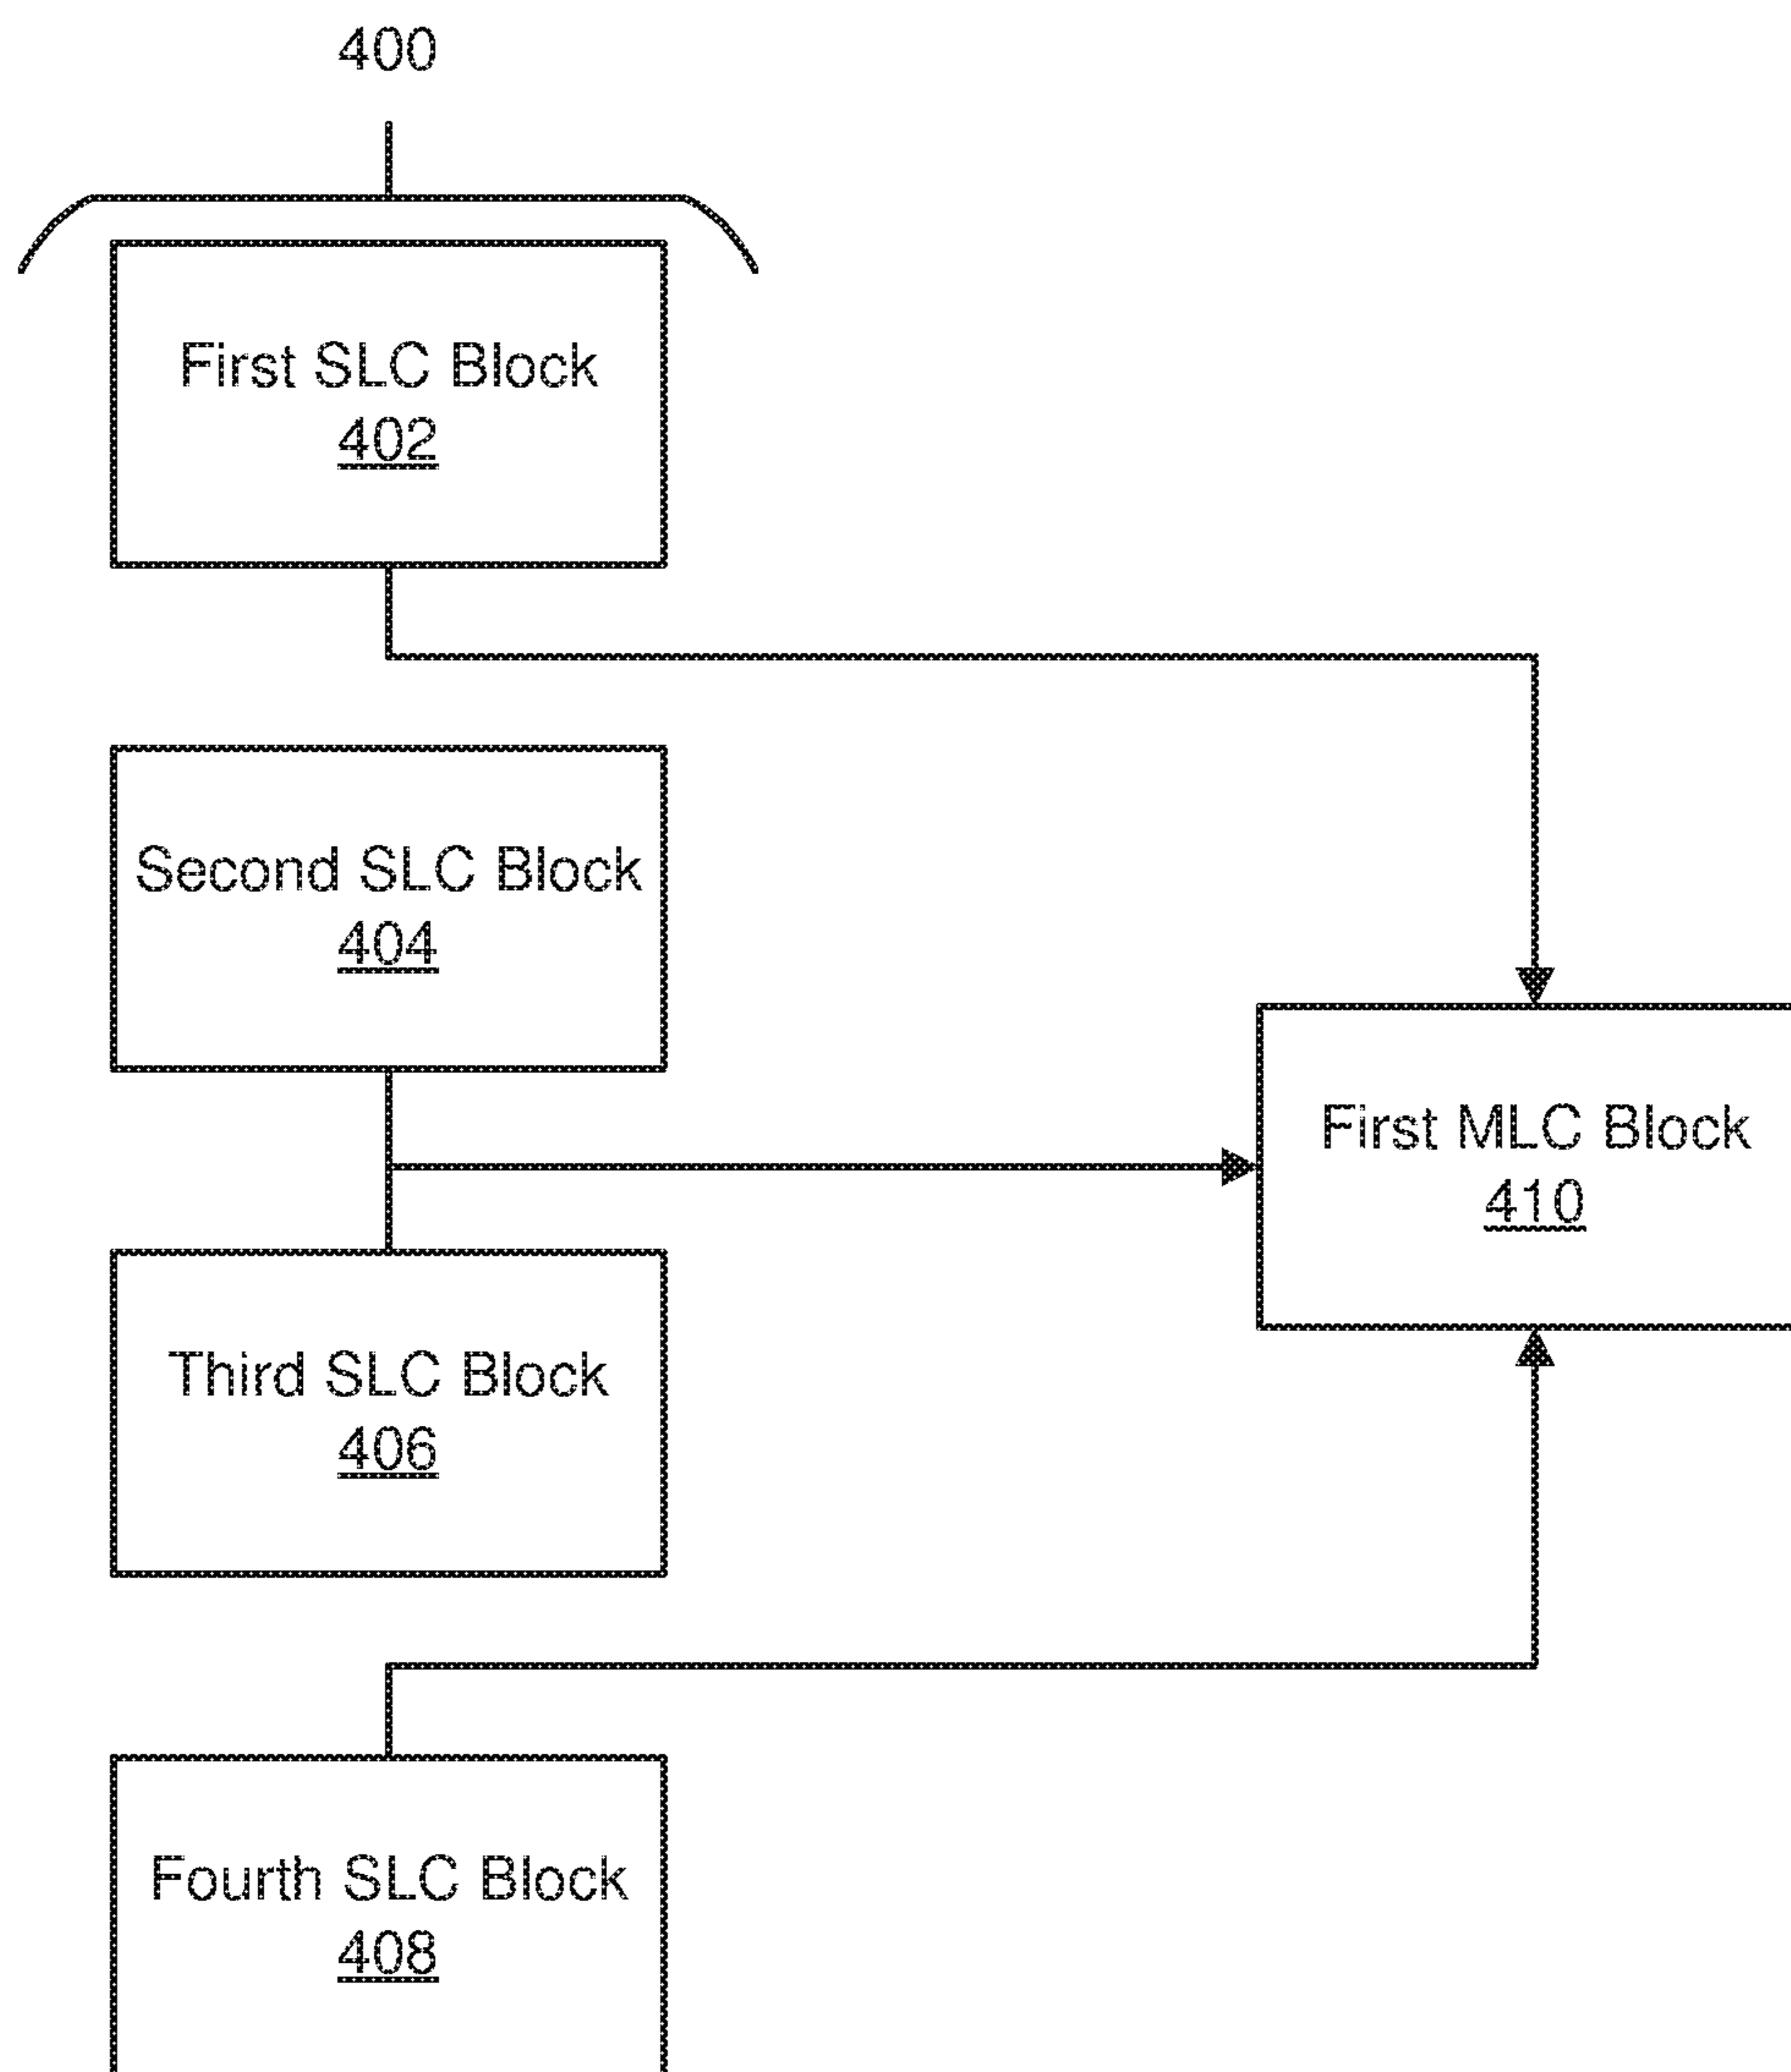 400
First SLC Block
402
Second SLC Block
404
First MLC Block
410
Third SLC Block
406
Fourth SLC Block
408